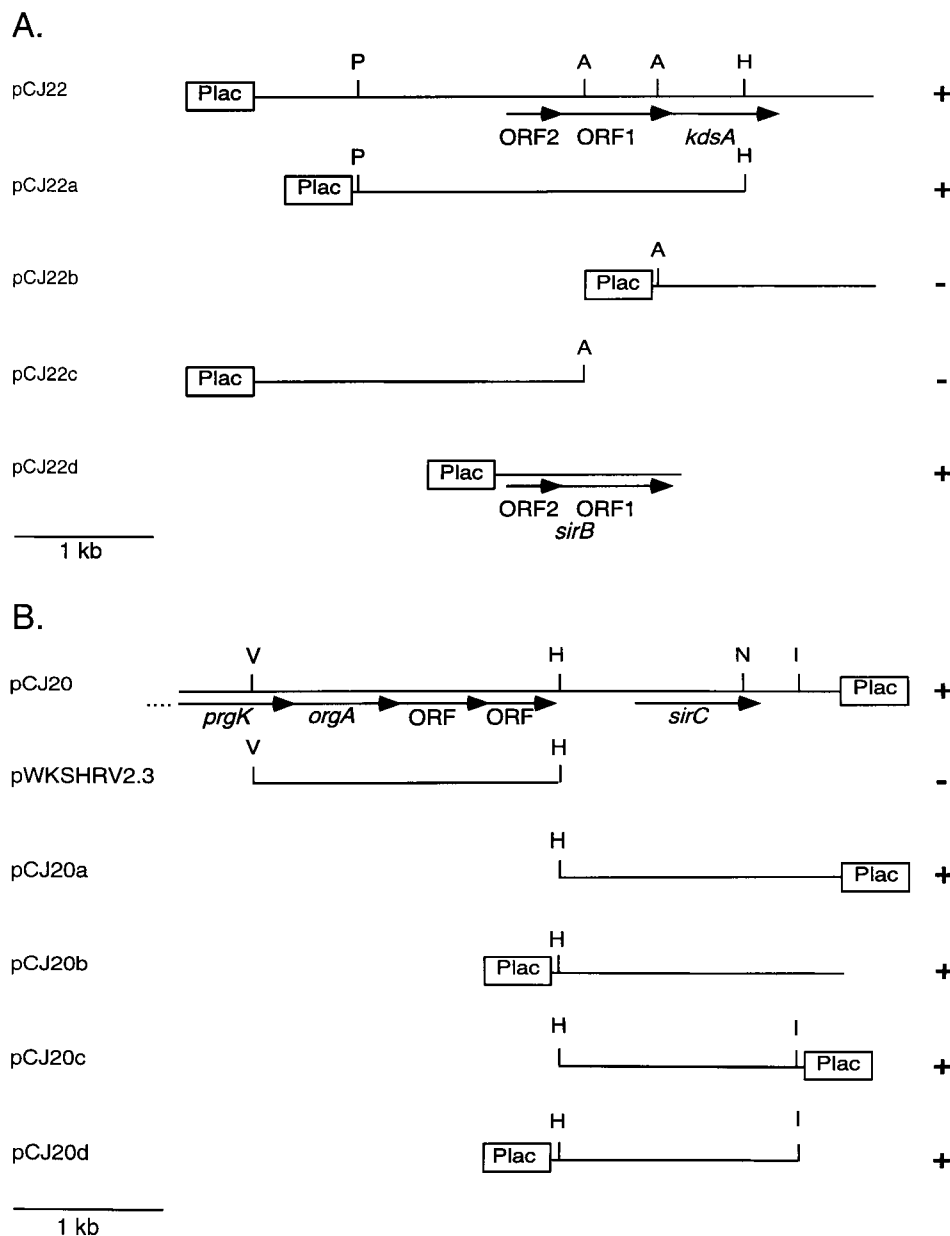 A.
P A A H
pCJ22 Plac +
ORF2 ORF1 kdsA
P H
pCJ22a Plac +
A
pCJ22b Plac -
A
pCJ22c Plac -
pCJ22d Plac +
ORF2 ORF1
sirB
1 kb
B.
V H N I
pCJ20 Plac +
prgK orgA ORF ORF sirC
V H
pWKSHRV2.3 -
H
pCJ20a Plac +
H
pCJ20b Plac +
H I
pCJ20c Plac +
H I
pCJ20d Plac +
1 kb